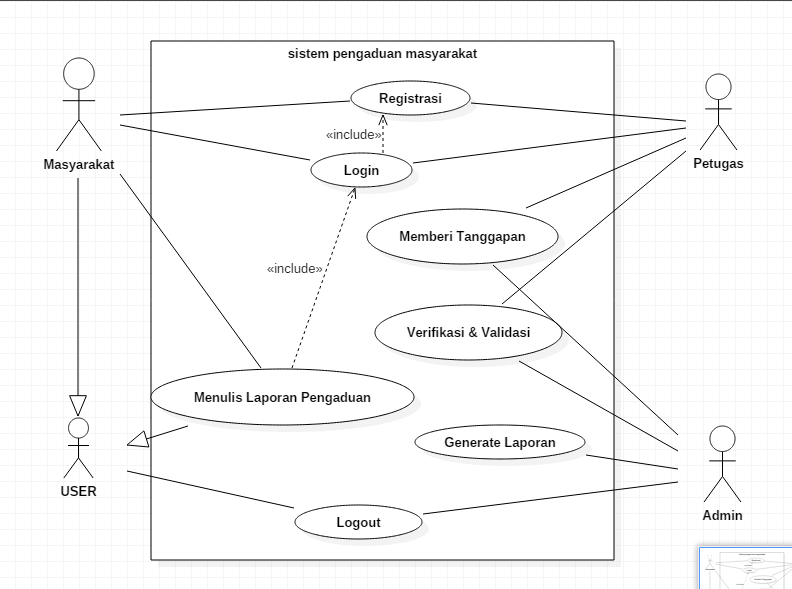 sistem pengaduan masyarakat
Registrasi
«include»
Masyarakat
Petugas
Login
Memberi Tanggapan
«include»
Verifikasi & Validasi
Menulis Laporan Pengaduan
Generate Laporan
USER
Admin
Logout